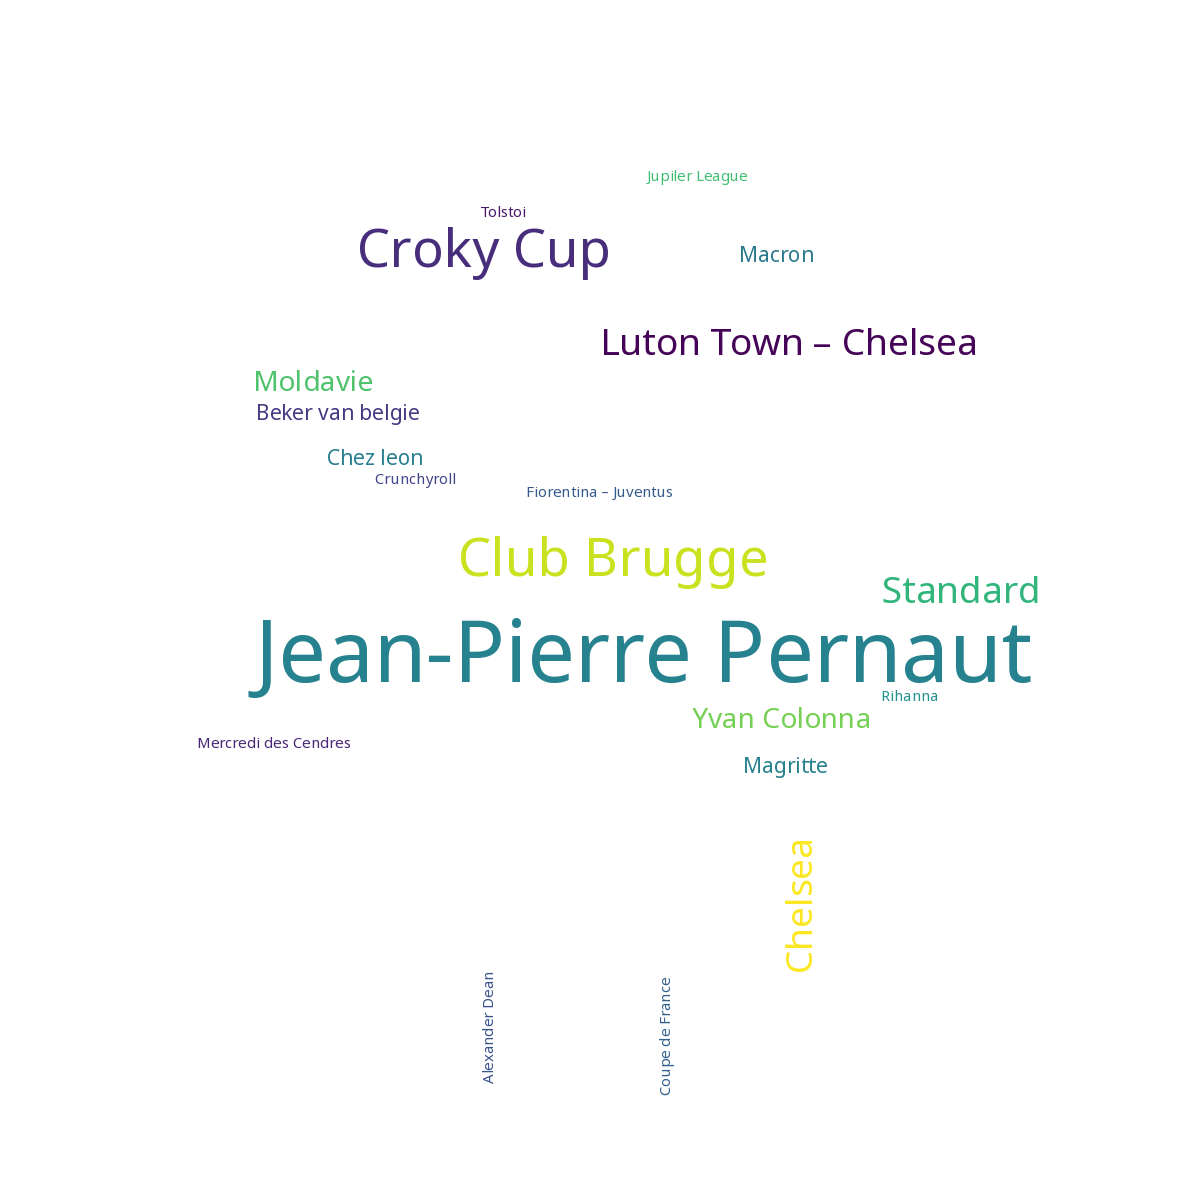 Jupiler League
Tolstoi
Croky Cup
Macron
Luton Town – Chelsea
Moldavie
Beker van belgie
Chez leon
Crunchyroll
Fiorentina – Juventus
Club Brugge
Standard
Jean-Pierre Pernaut
Rihanna
Yvan Colonna
Mercredi des Cendres
Magritte
Chelsea
Alexander Dean
Coupe de France